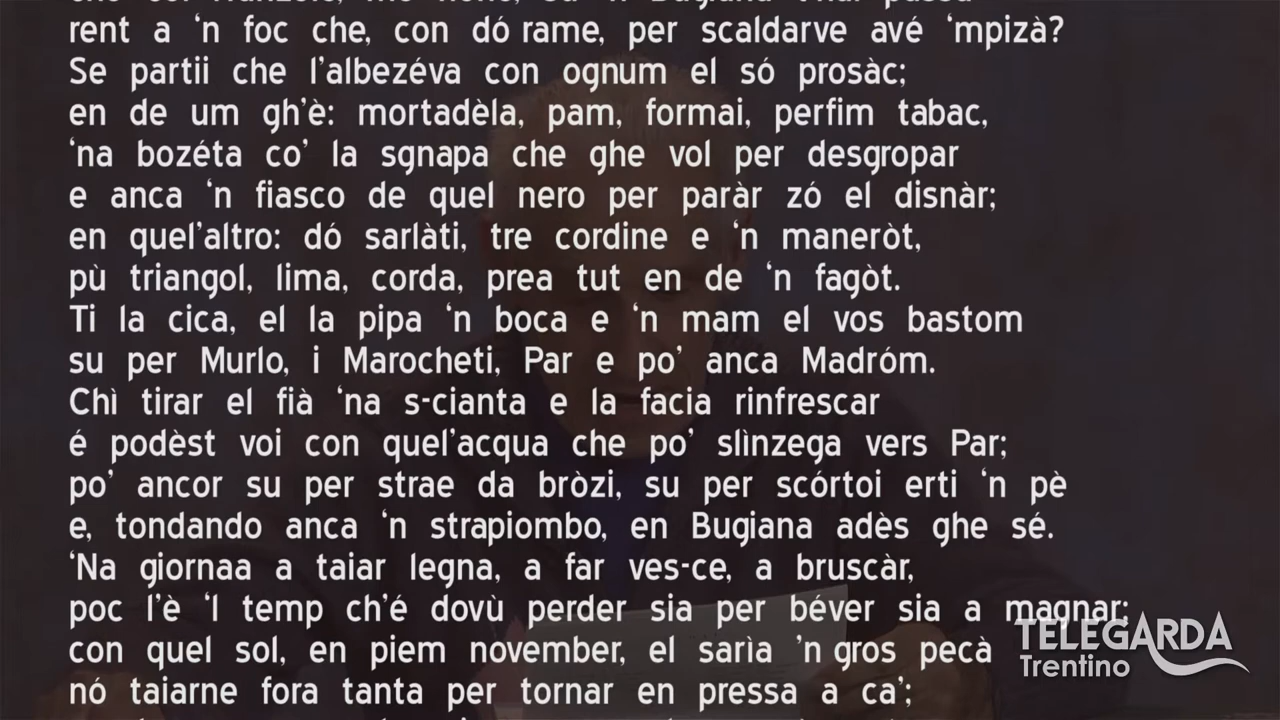 rent a ‘n foc che, con dó rame, per scaldarve avé ‘mpizà?
Se partii che l’albezéva con ognum el só prosàc;
en de um gh’è: mortadèla, pam, formai, perfim tabac,
‘na bozéta co’ la sgnapa che ghe vol per desgropar
e anca ‘n fiasco de quel nero per paràr zó el disnàr;
en quel’altro: dó sarlàti, tre cordine e ‘n maneròt,
pù triangol, lima, corda, prea tut en de ‘n fagòt.
Ti la cica, el la pipa ‘n boca e ‘n mam el vos bastom
su per Murlo, i Marocheti, Par e po’ anca Madróm.
Chì tirar el fià ‘na s-cianta e la facia rinfrescar
é podèst voi con quel’acqua che po’ slìnzega vers Par;
po’ ancor su per strae da bròzi, su per scórtoi erti ‘n pè
e, tondando anca ‘n strapiombo, en Bugiana adès ghe sé.
‘Na giornaa a taiar legna, a far ves-ce, a bruscàr,
poc l’è ‘l temp ch’é dovù perder sia per béver sia a magnar;
con quel sol, en piem november, el sarìa ’n gros pecà
nó taiarne fora tanta per tornar en pressa a ca’;
TELEGARDA
Trentino